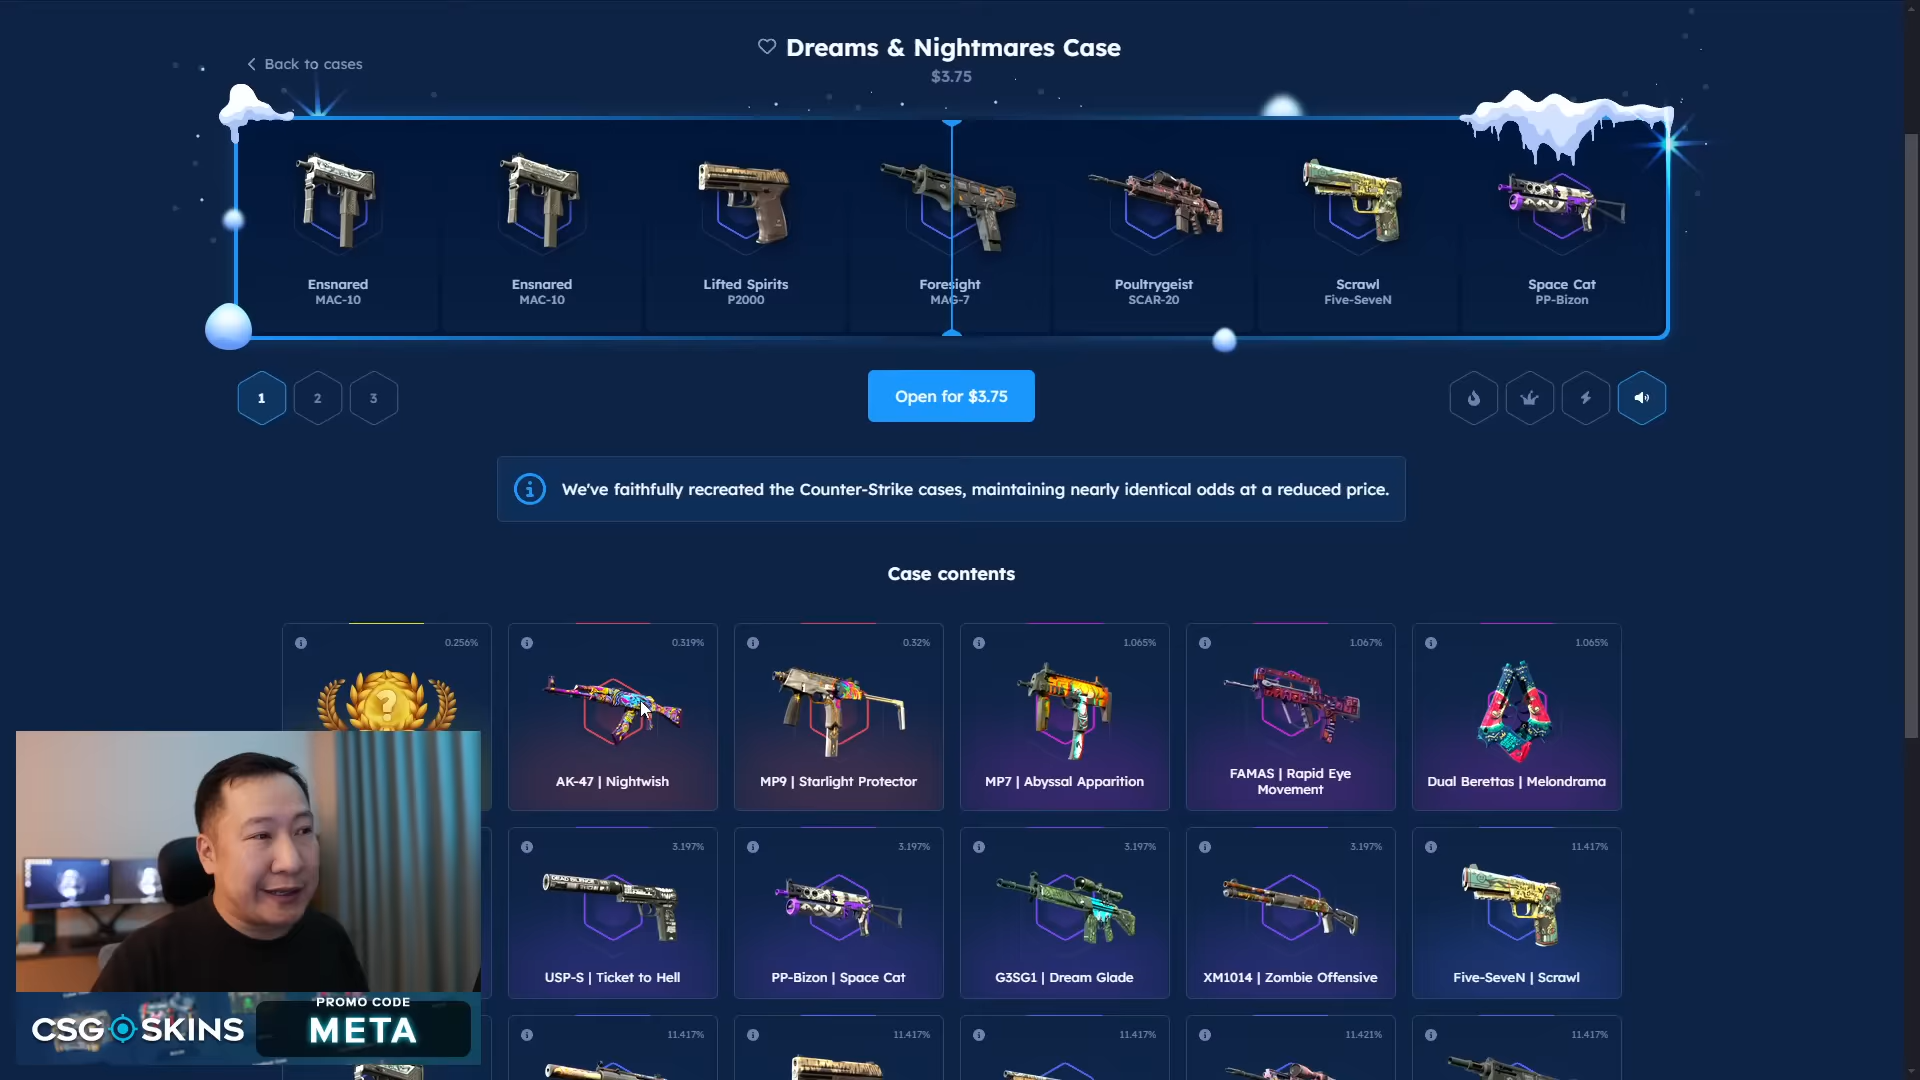 Back to cases
Dreams & Nightmares Case
$3.75
Ensnared
MAC-10
Ensnared
MAC-10
Lifted Spirits
P2000
Foresight
MAG-7
Poultrygeist
SCAR-20
Scrawl
Five-SeveN
Space Cat
PP-Bizon
1
2
3
Open for $3.75
We've faithfully recreated the Counter-Strike cases, maintaining nearly identical odds at a reduced price.
Case contents
0.256%
0.319%
0.32%
1.065%
1.067%
1.065%
AK-47 | Nightwish
MP9 | Starlight Protector
MP7 | Abyssal Apparition
FAMAS | Rapid Eye
Movement
Dual Berettas | Melondrama
3.197%
3.197%
3.197%
3.197%
11.417%
USP-S | Ticket to Hell
PP-Bizon | Space Cat
G3SG1 | Dream Glade
XM1014 | Zombie Offensive
Five-SeveN | Scrawl
11.417%
11.417%
11.417%
11.421%
11.417%
CSGOSKINS
PROMO CODE
META